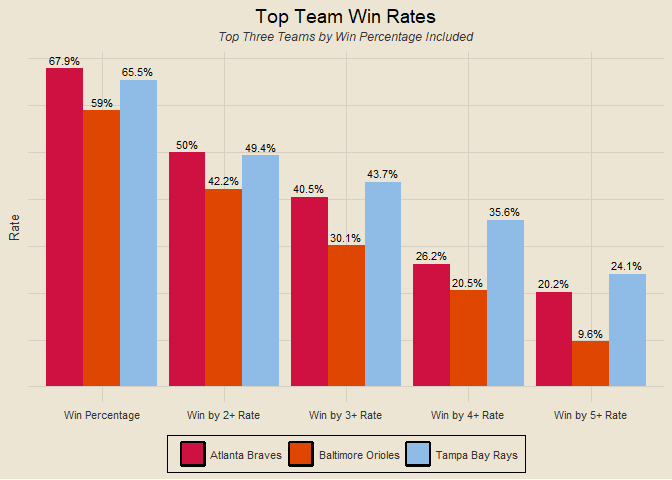 Top Team Win Rates
Top Three Teams by Win Percentage Included
67.9%
59%
65.5%
50%
42.2%
49.4%
40.5%
30.1%
43.7%
26.2%
20.5%
35.6%
20.2%
9.6%
24.1%
Rate
Win Percentage
Win by 2+ Rate
Win by 3+ Rate
Win by 4+ Rate
Win by 5+ Rate
Atlanta Braves
Baltimore Orioles
Tampa Bay Rays